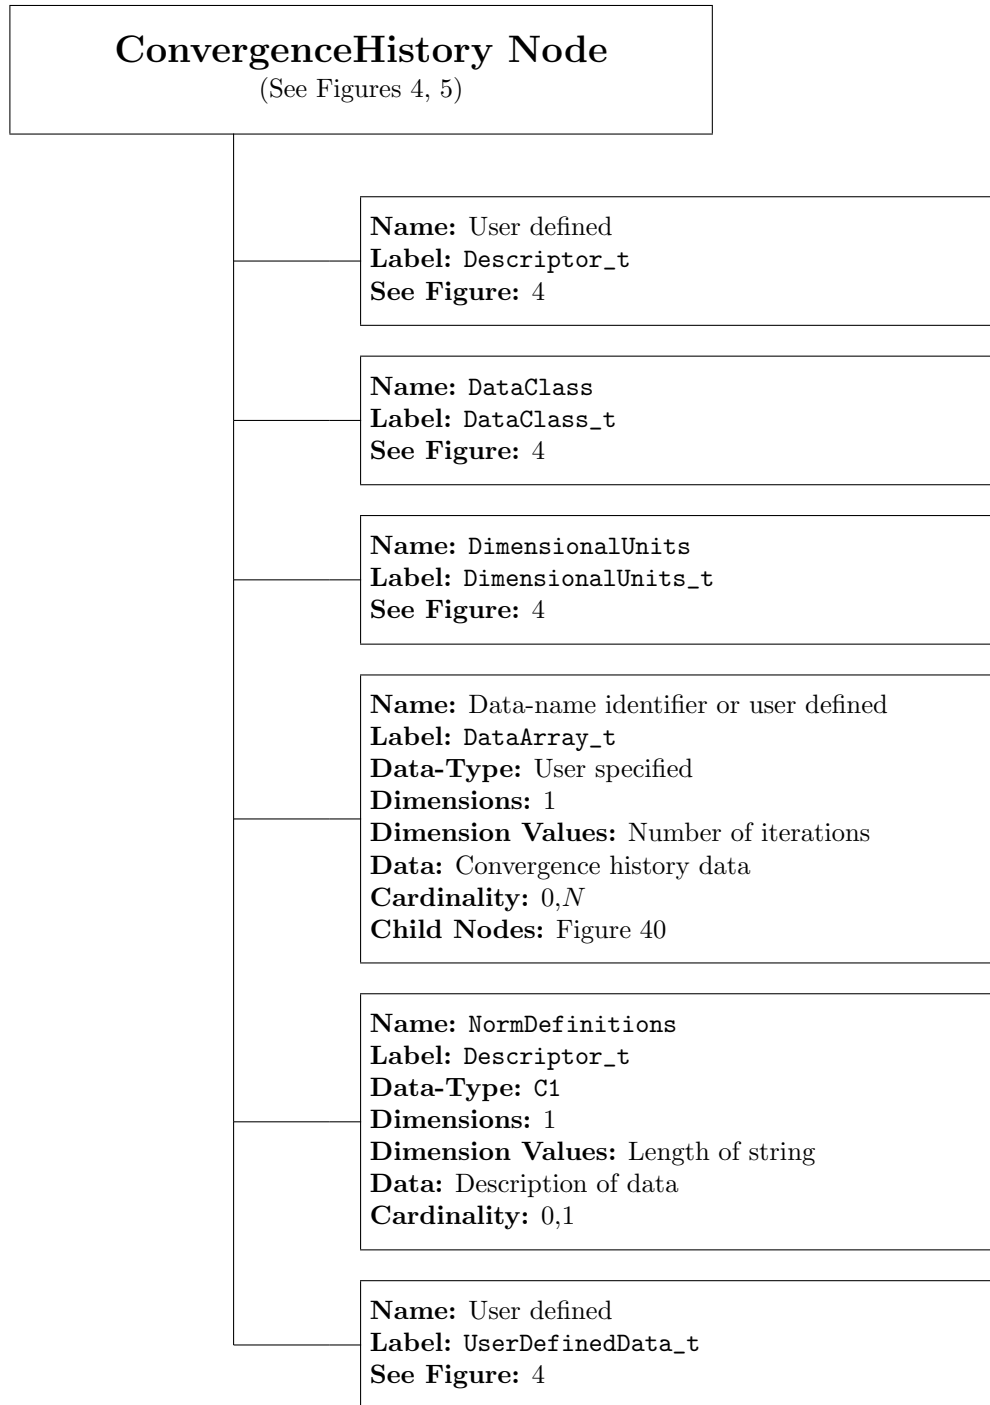 ConvergenceHistory Node
(See Figures 4, 5)
Name: User defined
Label: Descriptor_t
See Figure: 4
Name: DataClass
Label: DataClass_t
See Figure: 4
Name: DimensionalUnits
Label: DimensionalUnits_t
See Figure: 4
Name: Data-name identifier or user defined
Label: DataArray_t
Data-Type: User specified
Dimensions: 1
Dimension Values: Number of iterations
Data: Convergence history data
Cardinality: 0,N
Child Nodes: Figure 40
Name: NormDefinitions
Label: Descriptor_t
Data-Type: C1
Dimensions: 1
Dimension Values: Length of string
Data: Description of data
Cardinality: 0,1
Name: User defined
Label: UserDefinedData_t
See Figure: 4